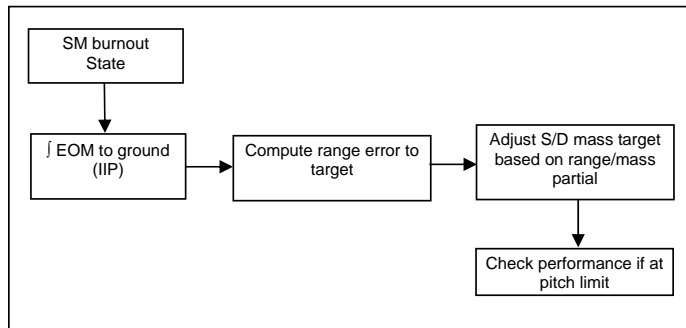 SM burnout
State
∫ EOM to ground
(IIP)
Compute range error to
target
Adjust S/D mass target
based on range/mass
partial
Check performance if at
pitch limit